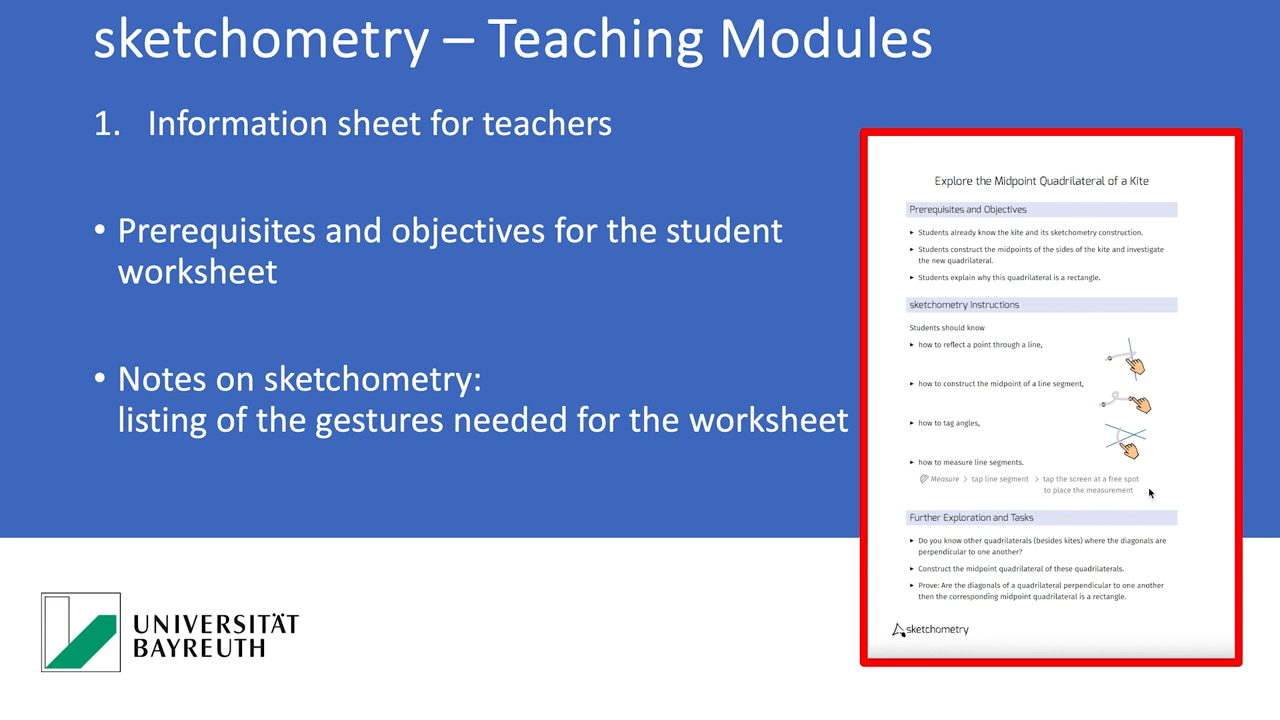 sketchometry – Teaching Modules
1. Information sheet for teachers
• Prerequisites and objectives for the student
worksheet
• Notes on sketchometry:
listing of the gestures needed for the worksheet
Explore the Midpoint Quadrilateral of a Kite
Prerequisites and Objectives
▸ Students already know the kite and its sketchometry construction.
▸ Students construct the midpoints of the sides of the kite and investigate
the new quadrilateral.
▸ Students explain why this quadrilateral is a rectangle.
sketchometry Instructions
Students should know
▸ how to reflect a point through a line,
▸ how to construct the midpoint of a line segment,
▸ how to tag angles,
▸ how to measure line segments.
Measure > tap line segment > tap the screen at a free spot
to place the measurement
Further Exploration and Tasks
▸ Do you know other quadrilaterals (besides kites) where the diagonals are
perpendicular to one another?
▸ Construct the midpoint quadrilateral of these quadrilaterals.
▸ Prove: Are the diagonals of a quadrilateral perpendicular to one another
then the corresponding midpoint quadrilateral is a rectangle.
sketchometry
UNIVERSITÄT
BAYREUTH